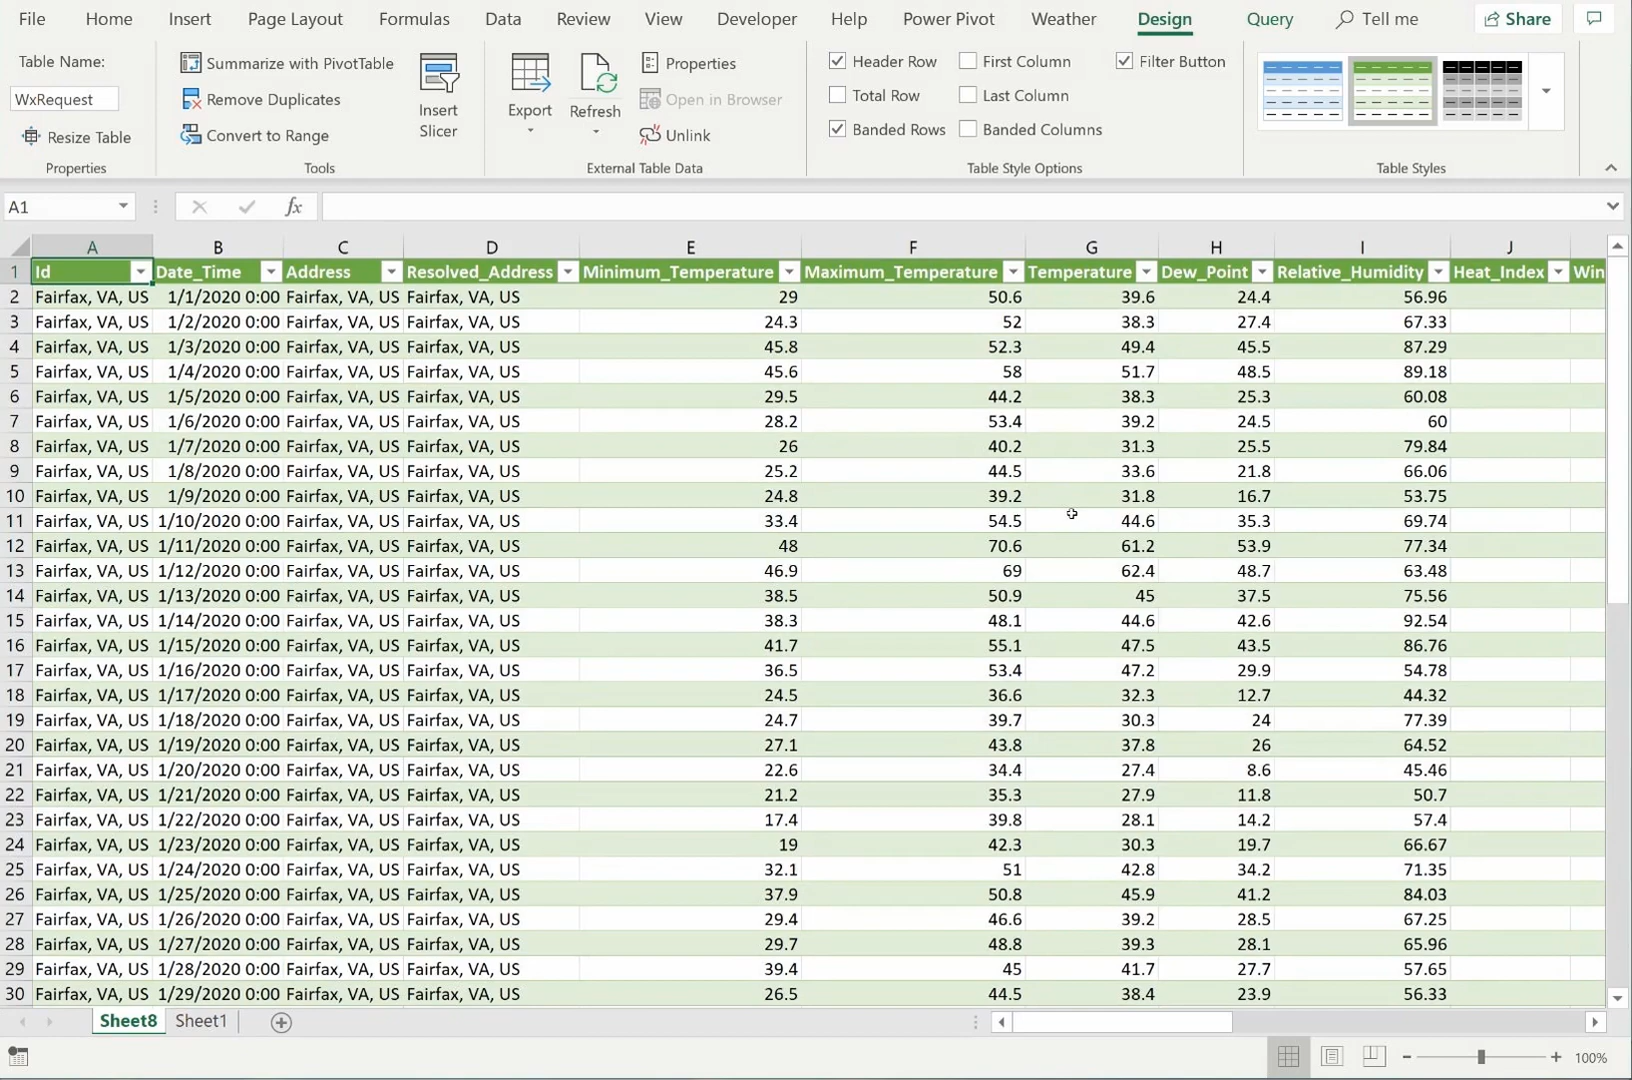 File Home Insert Page Layout Formulas Data Review View Developer Help Power Pivot Weather Design Query Tell me Share
Table Name:
WxRequest
Resize Table
Properties
Summarize with PivotTable
Remove Duplicates
Convert to Range
Tools
Insert
Slicer
Export
Refresh
Properties
Open in Browser
Unlink
External Table Data
Header Row First Column Filter Button
Total Row Last Column
Banded Rows Banded Columns
Table Style Options
Table Styles
A1 fx
A B C D E F G H I J
1 Id Date_Time Address Resolved_Address Minimum_Temperature Maximum_Temperature Temperature Dew_Point Relative_Humidity Heat_Index Win
2 Fairfax, VA, US 1/1/2020 0:00 Fairfax, VA, US Fairfax, VA, US 29 50.6 39.6 24.4 56.96
3 Fairfax, VA, US 1/2/2020 0:00 Fairfax, VA, US Fairfax, VA, US 24.3 52 38.3 27.4 67.33
4 Fairfax, VA, US 1/3/2020 0:00 Fairfax, VA, US Fairfax, VA, US 45.8 52.3 49.4 45.5 87.29
5 Fairfax, VA, US 1/4/2020 0:00 Fairfax, VA, US Fairfax, VA, US 45.6 58 51.7 48.5 89.18
6 Fairfax, VA, US 1/5/2020 0:00 Fairfax, VA, US Fairfax, VA, US 29.5 44.2 38.3 25.3 60.08
7 Fairfax, VA, US 1/6/2020 0:00 Fairfax, VA, US Fairfax, VA, US 28.2 53.4 39.2 24.5 60
8 Fairfax, VA, US 1/7/2020 0:00 Fairfax, VA, US Fairfax, VA, US 26 40.2 31.3 25.5 79.84
9 Fairfax, VA, US 1/8/2020 0:00 Fairfax, VA, US Fairfax, VA, US 25.2 44.5 33.6 21.8 66.06
10 Fairfax, VA, US 1/9/2020 0:00 Fairfax, VA, US Fairfax, VA, US 24.8 39.2 31.8 16.7 53.75
11 Fairfax, VA, US 1/10/2020 0:00 Fairfax, VA, US Fairfax, VA, US 33.4 54.5 44.6 35.3 69.74
12 Fairfax, VA, US 1/11/2020 0:00 Fairfax, VA, US Fairfax, VA, US 48 70.6 61.2 53.9 77.34
13 Fairfax, VA, US 1/12/2020 0:00 Fairfax, VA, US Fairfax, VA, US 46.9 69 62.4 48.7 63.48
14 Fairfax, VA, US 1/13/2020 0:00 Fairfax, VA, US Fairfax, VA, US 38.5 50.9 45 37.5 75.56
15 Fairfax, VA, US 1/14/2020 0:00 Fairfax, VA, US Fairfax, VA, US 38.3 48.1 44.6 42.6 92.54
16 Fairfax, VA, US 1/15/2020 0:00 Fairfax, VA, US Fairfax, VA, US 41.7 55.1 47.5 43.5 86.76
17 Fairfax, VA, US 1/16/2020 0:00 Fairfax, VA, US Fairfax, VA, US 36.5 53.4 47.2 29.9 54.78
18 Fairfax, VA, US 1/17/2020 0:00 Fairfax, VA, US Fairfax, VA, US 24.5 36.6 32.3 12.7 44.32
19 Fairfax, VA, US 1/18/2020 0:00 Fairfax, VA, US Fairfax, VA, US 24.7 39.7 30.3 24 77.39
20 Fairfax, VA, US 1/19/2020 0:00 Fairfax, VA, US Fairfax, VA, US 27.1 43.8 37.8 26 64.52
21 Fairfax, VA, US 1/20/2020 0:00 Fairfax, VA, US Fairfax, VA, US 22.6 34.4 27.4 8.6 45.46
22 Fairfax, VA, US 1/21/2020 0:00 Fairfax, VA, US Fairfax, VA, US 21.2 35.3 27.9 11.8 50.7
23 Fairfax, VA, US 1/22/2020 0:00 Fairfax, VA, US Fairfax, VA, US 17.4 39.8 28.1 14.2 57.4
24 Fairfax, VA, US 1/23/2020 0:00 Fairfax, VA, US Fairfax, VA, US 19 42.3 30.3 19.7 66.67
25 Fairfax, VA, US 1/24/2020 0:00 Fairfax, VA, US Fairfax, VA, US 32.1 51 42.8 34.2 71.35
26 Fairfax, VA, US 1/25/2020 0:00 Fairfax, VA, US Fairfax, VA, US 37.9 50.8 45.9 41.2 84.03
27 Fairfax, VA, US 1/26/2020 0:00 Fairfax, VA, US Fairfax, VA, US 29.4 46.6 39.2 28.5 67.25
28 Fairfax, VA, US 1/27/2020 0:00 Fairfax, VA, US Fairfax, VA, US 29.7 48.8 39.3 28.1 65.96
29 Fairfax, VA, US 1/28/2020 0:00 Fairfax, VA, US Fairfax, VA, US 39.4 45 41.7 27.7 57.65
30 Fairfax, VA, US 1/29/2020 0:00 Fairfax, VA, US Fairfax, VA, US 26.5 44.5 38.4 23.9 56.33
Sheet8 Sheet1
100%